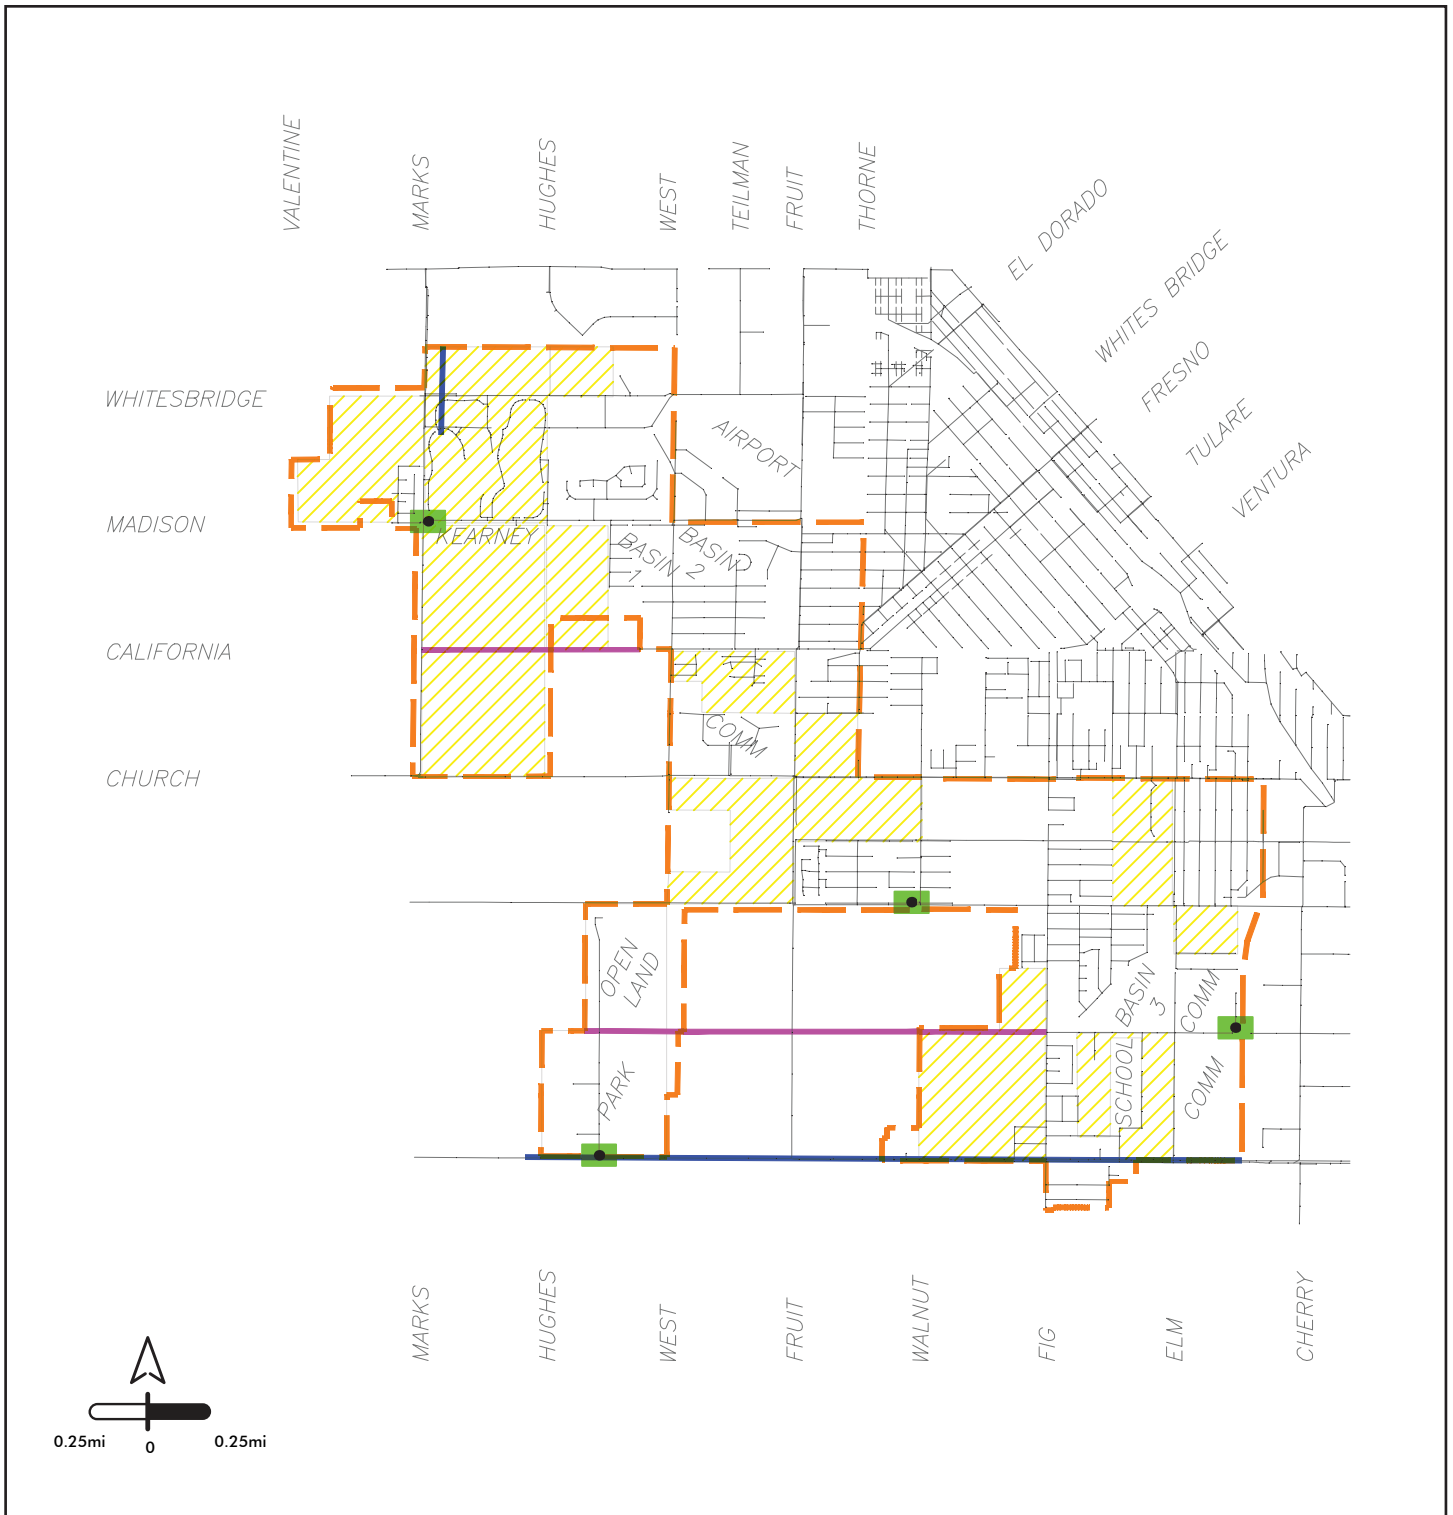 VALENTINE
MARKS
HUGHES
WEST
TEILMAN
FRUIT
THORNE
EL DORADO
WHITES BRIDGE
FRESNO
TULARE
VENTURA
WHITESBRIDGE
MADISON
CALIFORNIA
CHURCH
AIRPORT
KEARNEY
BASIN
1
BASIN
2
COMM
OPEN
LAND
PARK
BASIN
3
COMM
SCHOOL
COMM
MARKS
HUGHES
WEST
FRUIT
WALNUT
FIG
ELM
CHERRY
0.25mi
0
0.25mi